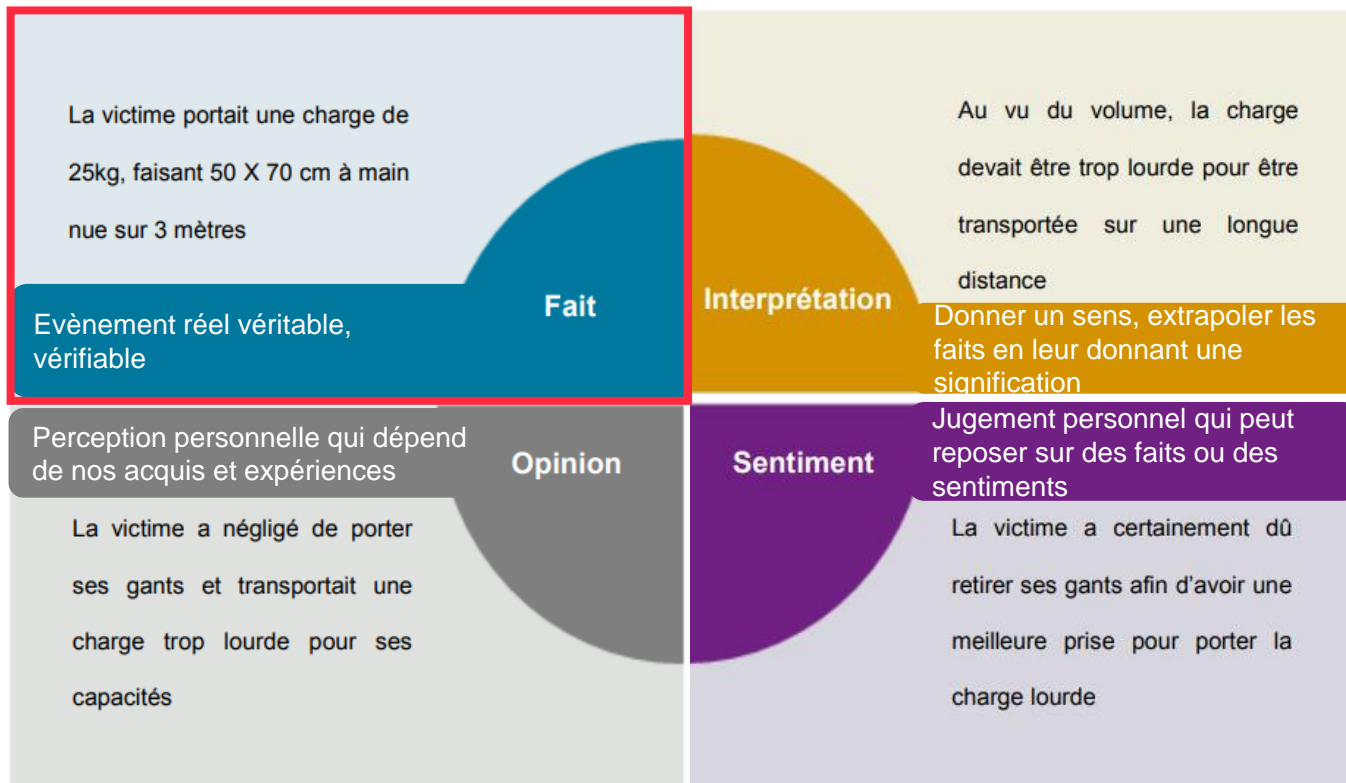 La victime portait une charge de
25kg, faisant 50 X 70 cm à main
nue sur 3 mètres
Evènement réel véritable,
vérifiable
Fait
Au vu du volume, la charge
devait être trop lourde pour être
transportée sur une longue
distance
Interprétation
Donner un sens, extrapoler les
faits en leur donnant une
signification
Perception personnelle qui dépend
de nos acquis et expériences
Opinion
La victime a négligé de porter
ses gants et transportait une
charge trop lourde pour ses
capacités
Sentiment
Jugement personnel qui peut
reposer sur des faits ou des
sentiments
La victime a certainement dû
retirer ses gants afin d'avoir une
meilleure prise pour porter la
charge lourde